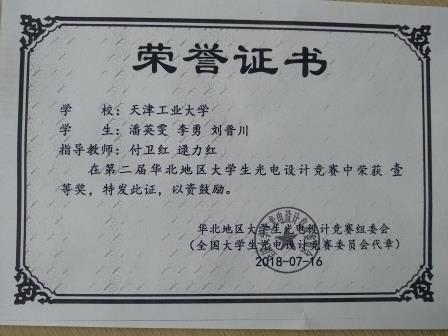 荣誉证书
学 校：天津工业大学
学 生：潘英雯 李勇 刘晋川
指导教师：付卫红 逯力红
在第二届华北地区大学生光电设计竞赛中荣获 壹
等奖，特发此证，以资鼓励。
华北地区大学生光电设计竞赛组委会
（全国大学生光电设计竞赛委员会代章）
2018-07-16